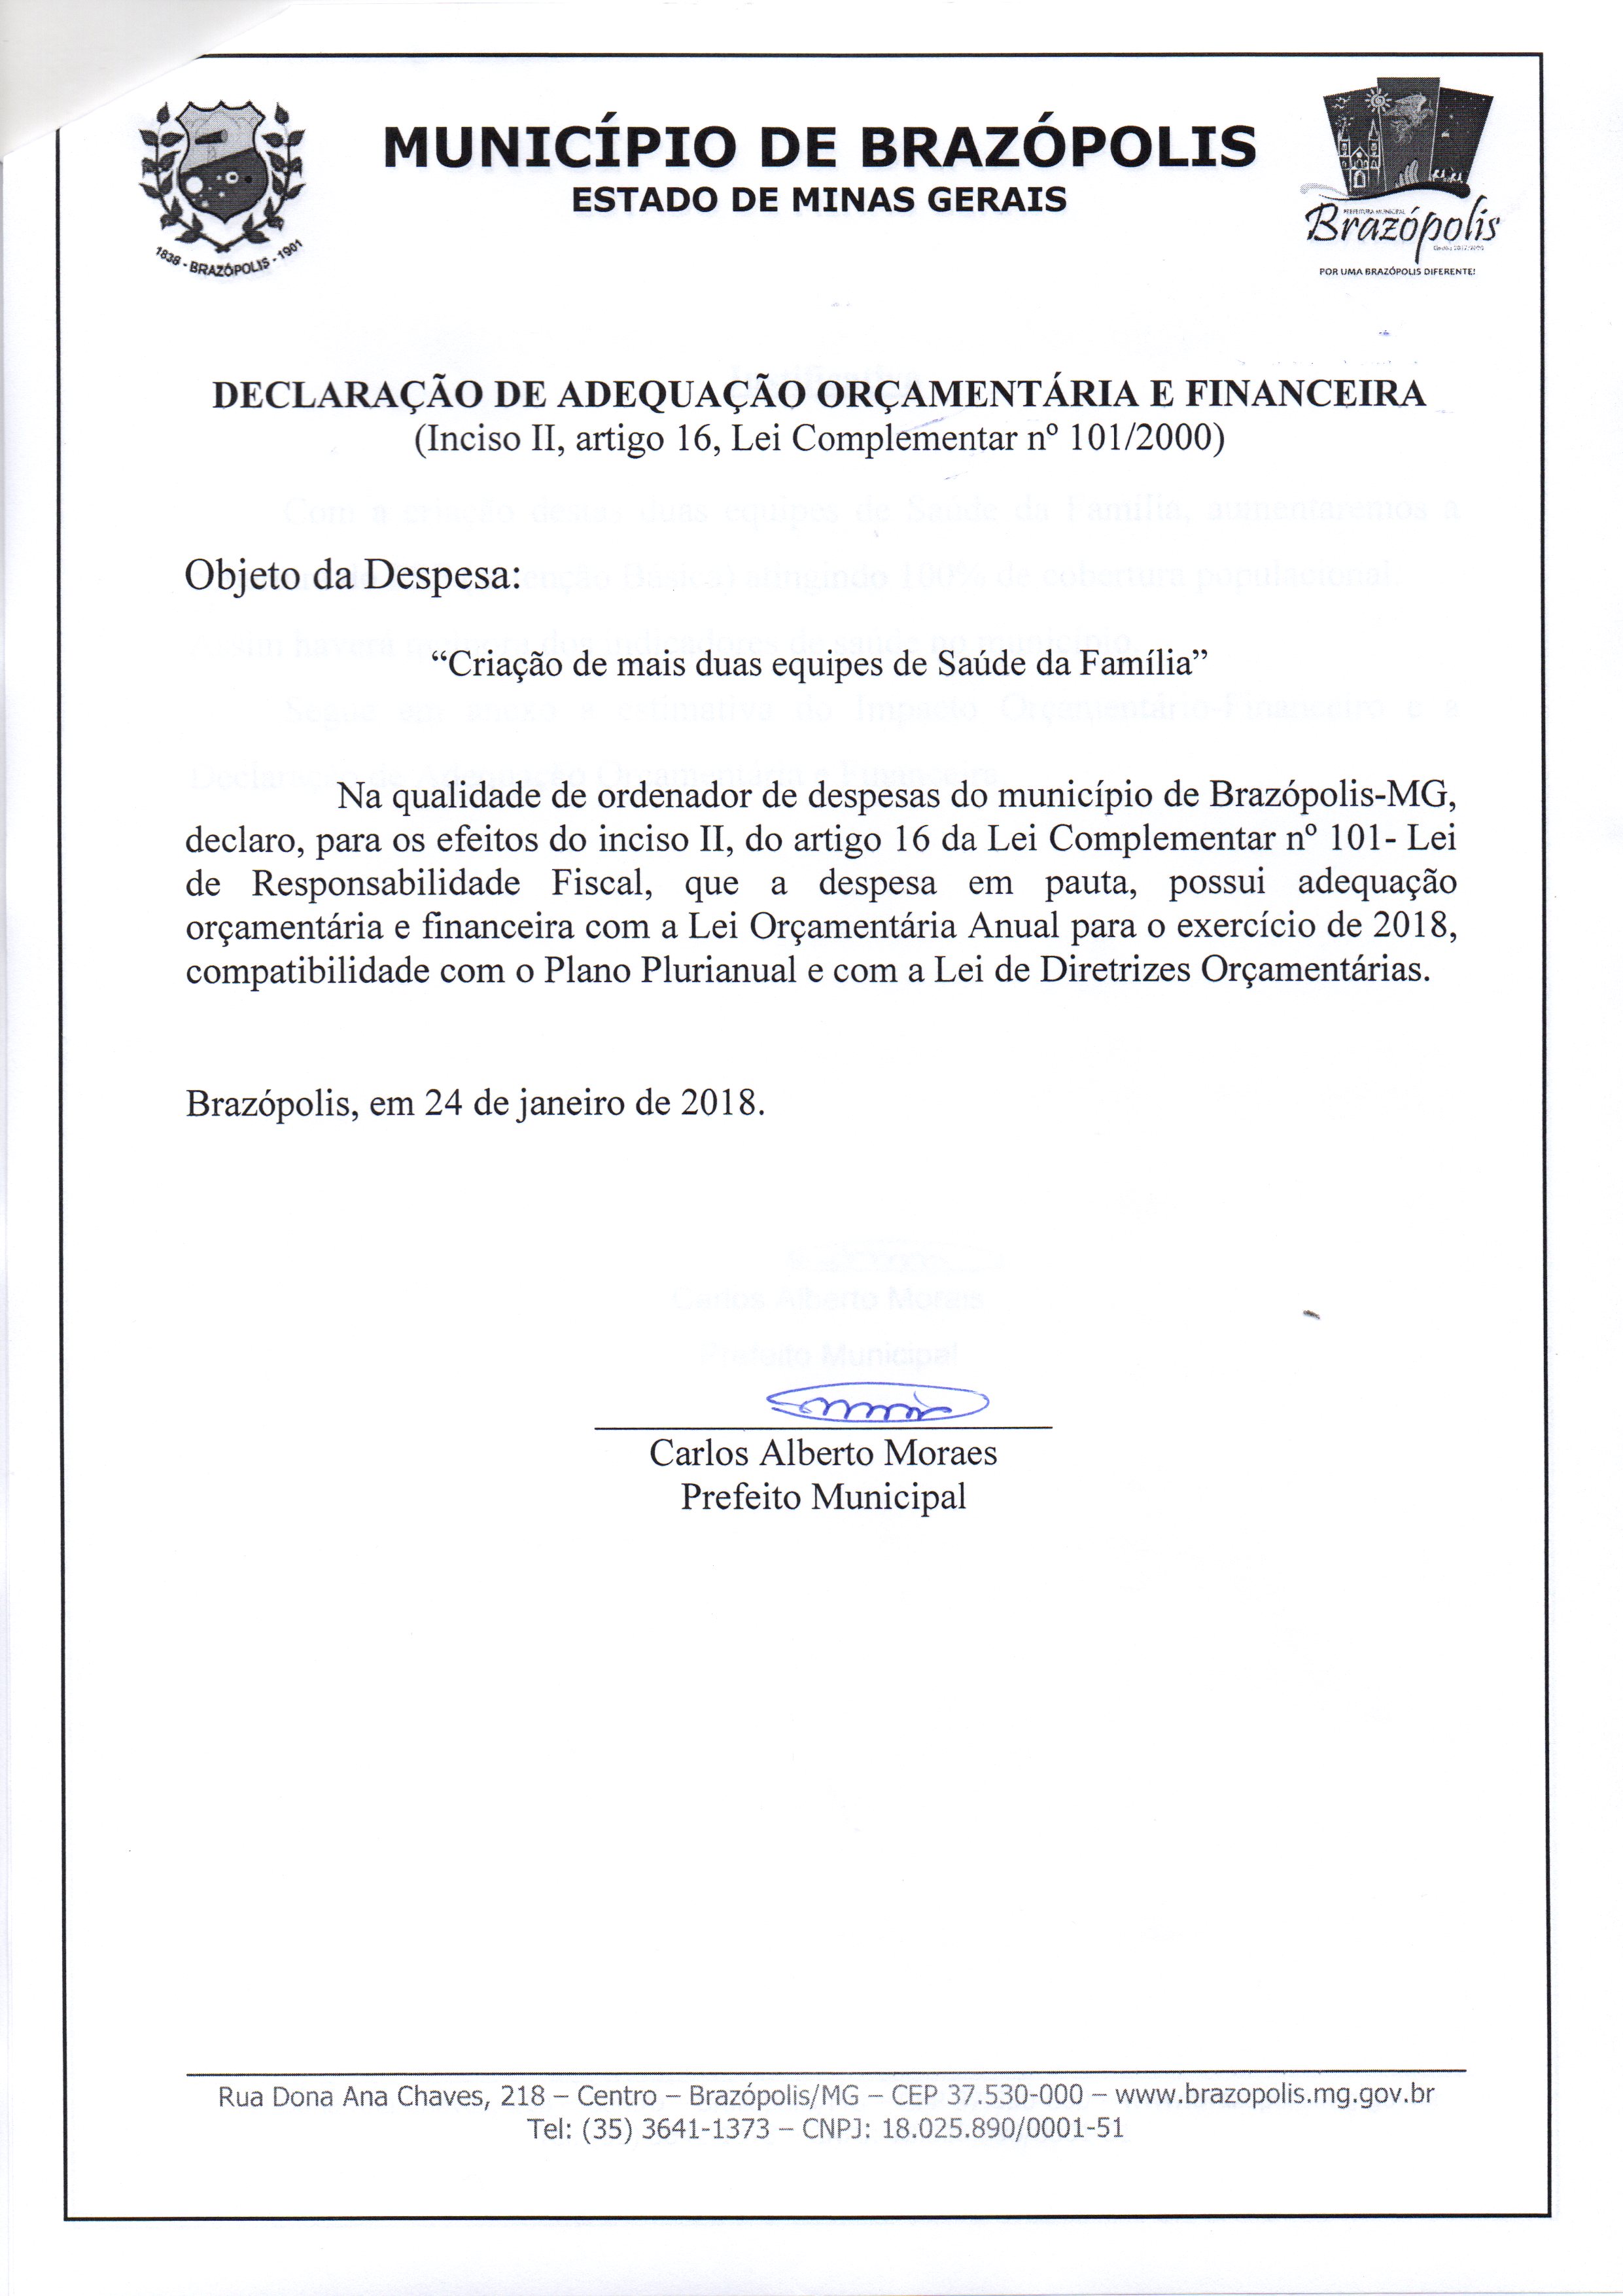 MUNICÍPIO DE BRAZÓPOLIS
ESTADO DE MINAS GERAIS
1838 - BRAZÓPOLIS - 1901
PREFEITURA MUNICIPAL
Brazópolis
POR UMA BRAZÓPOLIS DIFERENTE!
DECLARAÇÃO DE ADEQUAÇÃO ORÇAMENTÁRIA E FINANCEIRA
(Inciso II, artigo 16, Lei Complementar nº 101/2000)
Objeto da Despesa:
“Criação de mais duas equipes de Saúde da Família”
Na qualidade de ordenador de despesas do município de Brazópolis-MG,
declaro, para os efeitos do inciso II, do artigo 16 da Lei Complementar nº 101- Lei
de Responsabilidade Fiscal, que a despesa em pauta, possui adequação
orçamentária e financeira com a Lei Orçamentária Anual para o exercício de 2018,
compatibilidade com o Plano Plurianual e com a Lei de Diretrizes Orçamentárias.
Brazópolis, em 24 de janeiro de 2018.
Carlos Alberto Moraes
Prefeito Municipal
Rua Dona Ana Chaves, 218 – Centro – Brazópolis/MG – CEP 37.530-000 – www.brazopolis.mg.gov.br
Tel: (35) 3641-1373 – CNPJ: 18.025.890/0001-51